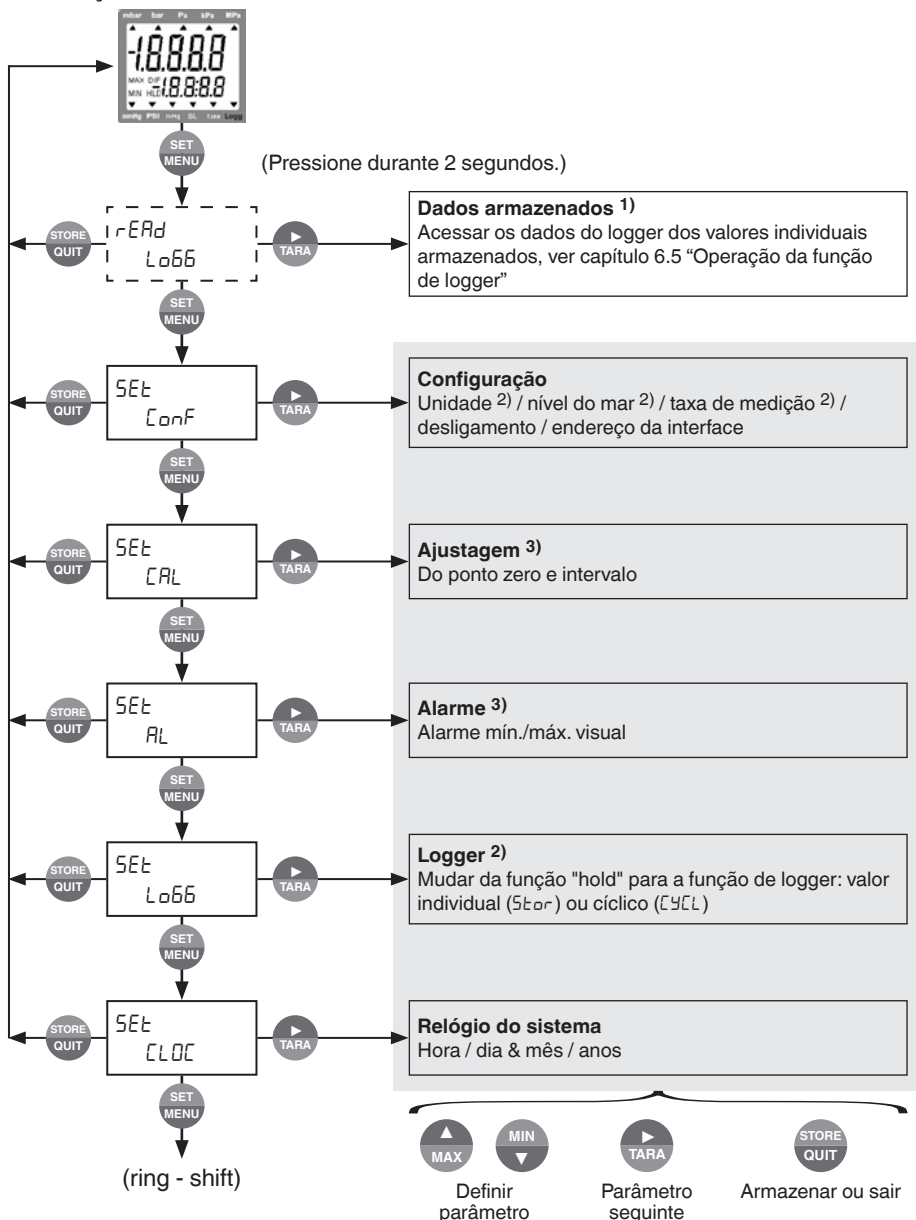 mbar bar Pa kPa MPa
-1.8.8.8.8
MAX DIF
MIN HLD -1.8.8:8.8
mmHg PSI inHg SL Tara Logg
SET
MENU
(Pressione durante 2 segundos.)
STORE
QUIT
rEAd
LoGG
TARA
Dados armazenados 1)
Acessar os dados do logger dos valores individuais
armazenados, ver capítulo 6.5 “Operação da função
de logger”
SET
MENU
STORE
QUIT
SEt
ConF
TARA
Configuração
Unidade 2) / nível do mar 2) / taxa de medição 2) /
desligamento / endereço da interface
SET
MENU
STORE
QUIT
SEt
CAL
TARA
Ajustagem 3)
Do ponto zero e intervalo
SET
MENU
STORE
QUIT
SEt
AL
TARA
Alarme 3)
Alarme mín./máx. visual
SET
MENU
STORE
QUIT
SEt
LoGG
TARA
Logger 2)
Mudar da função "hold" para a função de logger: valor
individual (Stor) ou cíclico (CYCL)
SET
MENU
STORE
QUIT
SEt
CLOC
TARA
Relógio do sistema
Hora / dia & mês / anos
SET
MENU
(ring - shift)
MAX
MIN
Definir
parâmetro
TARA
Parâmetro
seguinte
STORE
QUIT
Armazenar ou sair